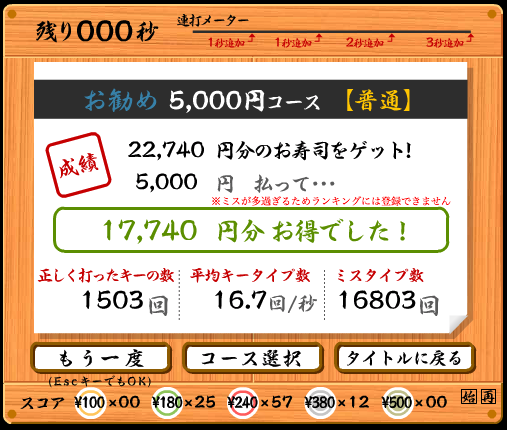 残り000秒
連打メーター
1秒追加 1秒追加 2秒追加 3秒追加
お勧め 5,000円コース 【普通】
成績
22,740 円分のお寿司をゲット!
5,000 円 払って…
※ミスが多過ぎるためランキングには登録できません
17,740 円分 お得でした！
正しく打ったキーの数 平均キータイプ数 ミスタイプ数
1503回 16.7回/秒 16803回
もう一度 コース選択 タイトルに戻る
(EscキーでもOK)
スコア ¥100×00 ¥180×25 ¥240×57 ¥380×12 ¥500×00 始 再